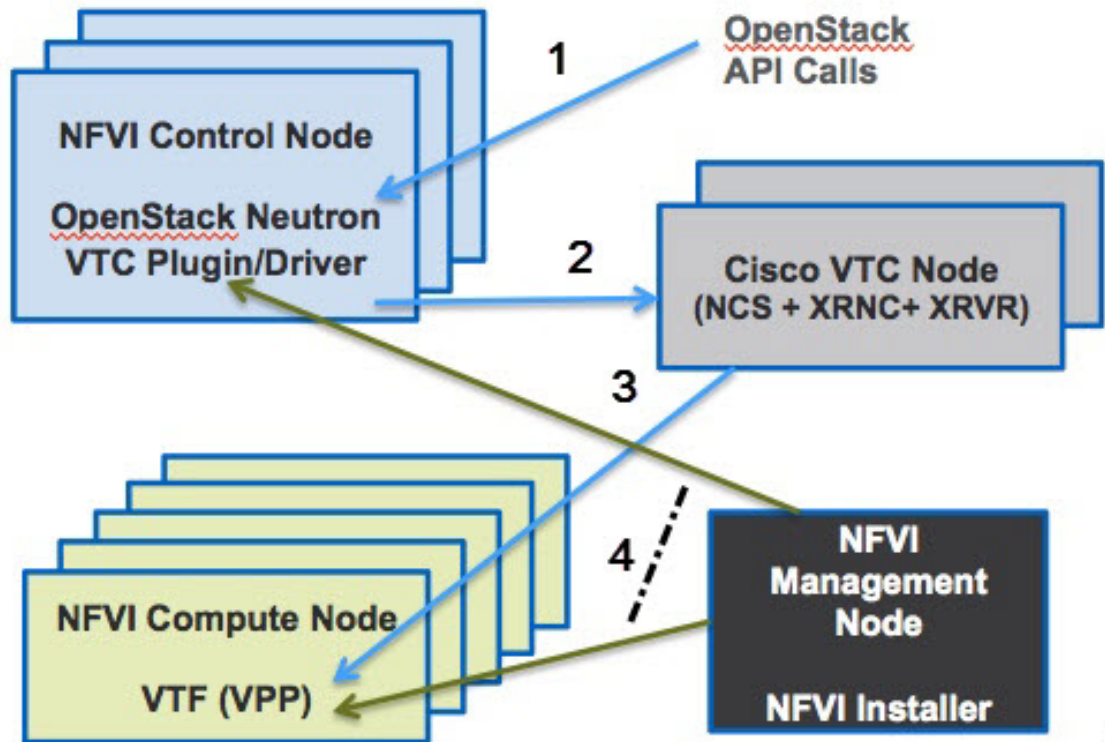 1
OpenStack
API Calls
NFVI Control Node
OpenStack Neutron
VTC Plugin/Driver
2
Cisco VTC Node
(NCS + XRNC+ XRVR)
3
4
NFVI Compute Node
VTF (VPP)
NFVI
Management
Node
NFVI Installer